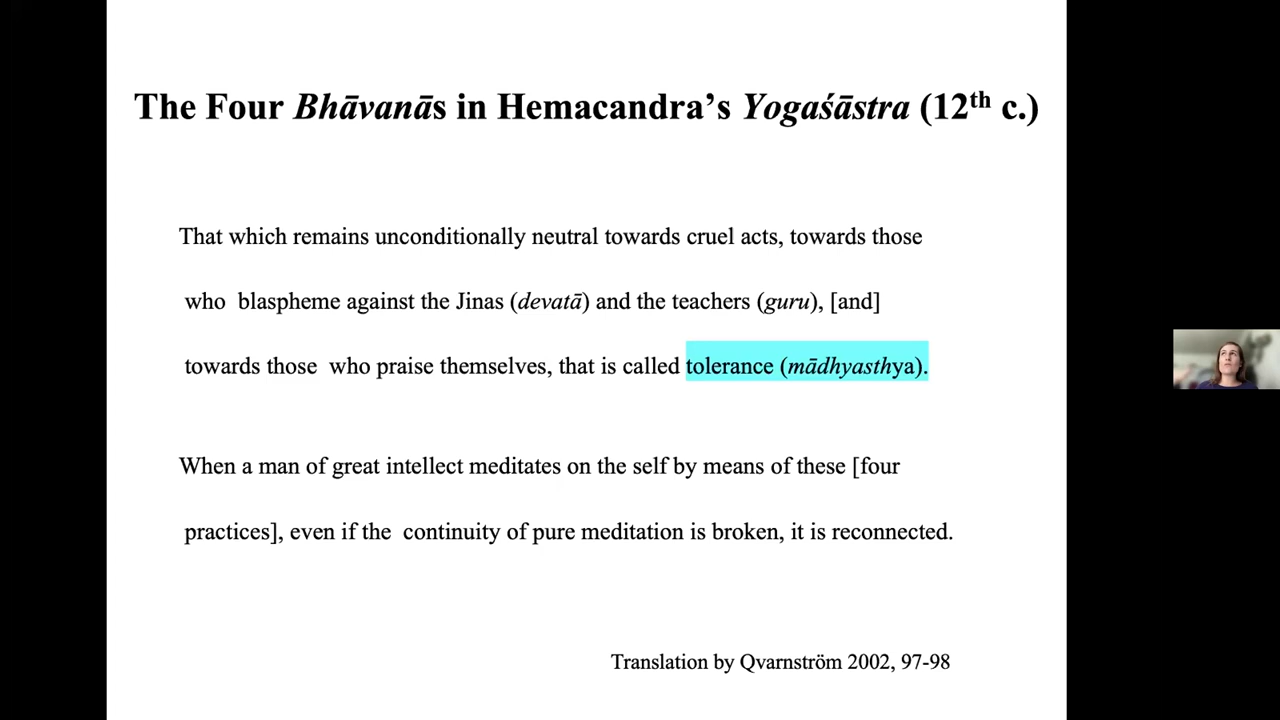 The Four Bhāvanās in Hemacandra’s Yogaśāstra (12th c.)
That which remains unconditionally neutral towards cruel acts, towards those
who blaspheme against the Jinas (devatā) and the teachers (guru), [and]
towards those who praise themselves, that is called tolerance (mādhyasthya).
When a man of great intellect meditates on the self by means of these [four
practices], even if the continuity of pure meditation is broken, it is reconnected.
Translation by Qvarnström 2002, 97-98